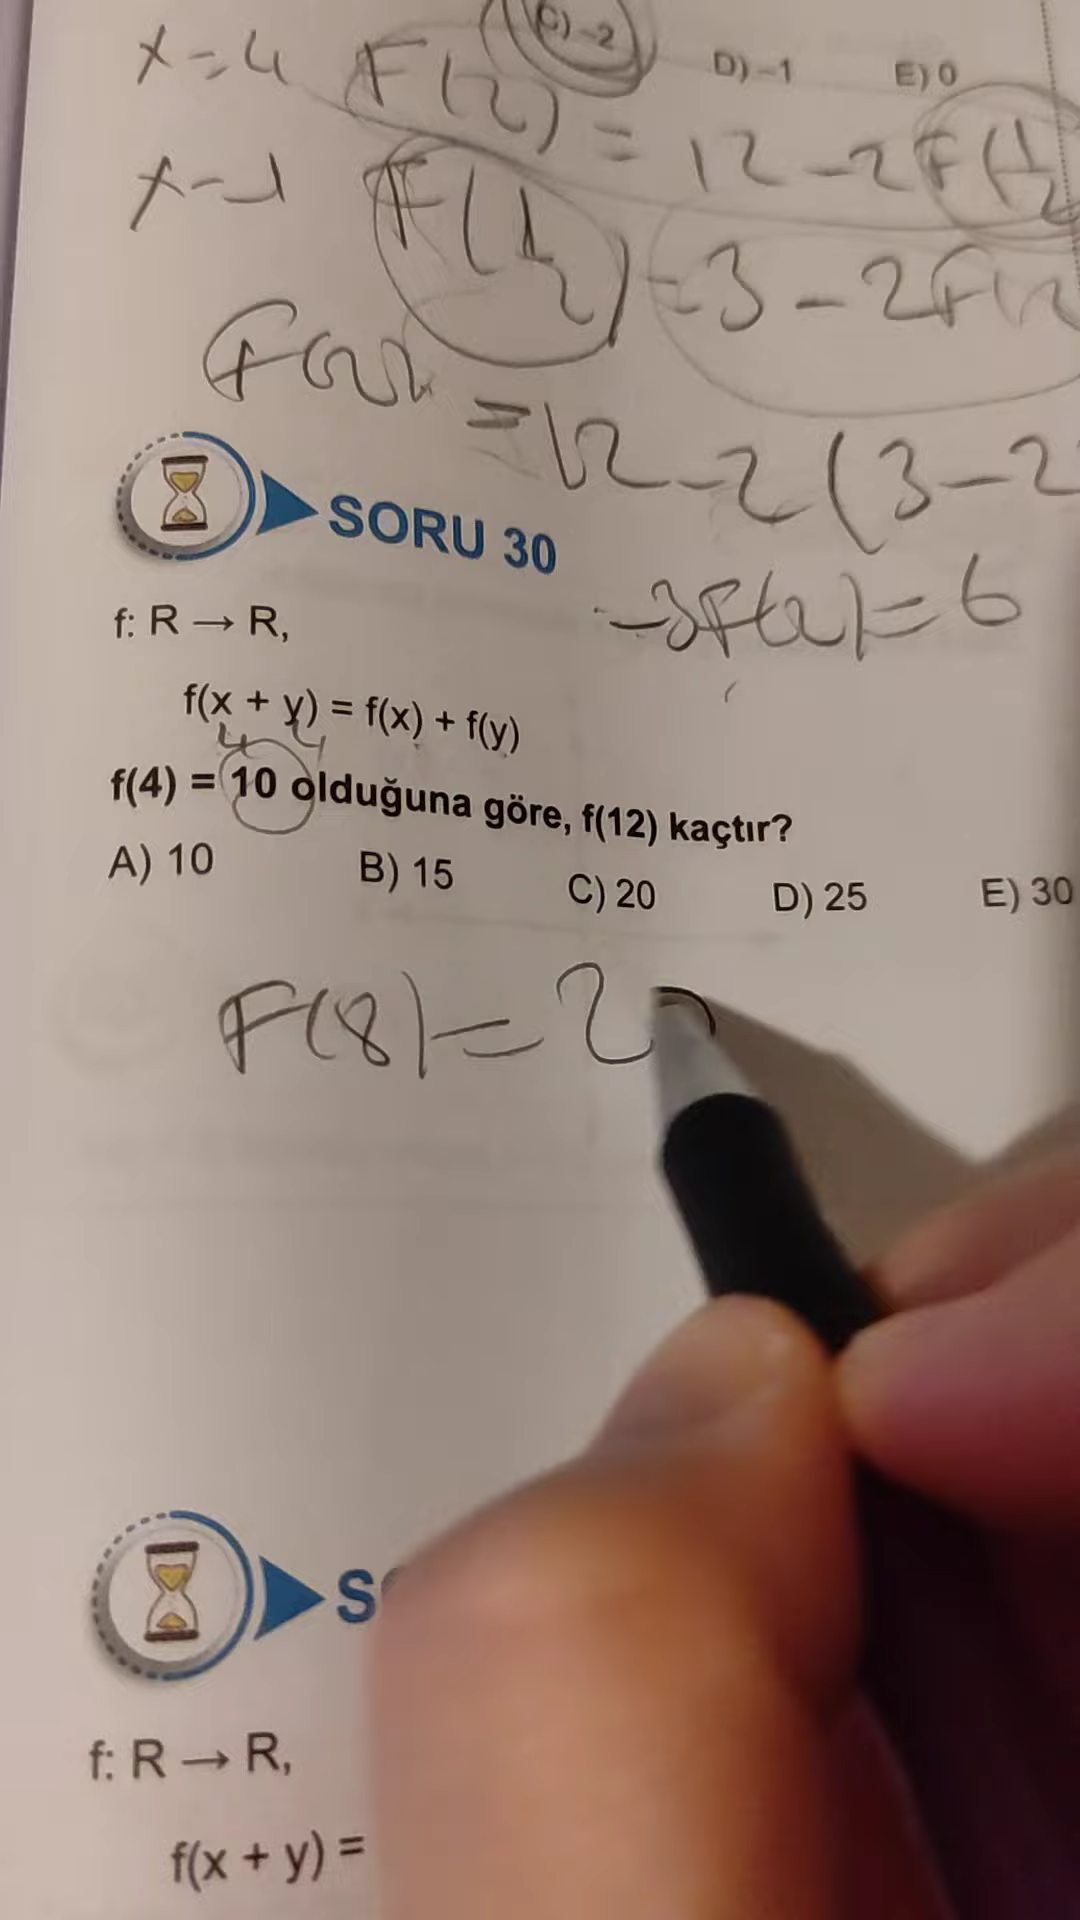 C) -2 D) -1 E) 0
x=4 F(2) = 12-2F(1/2
x-1 F(1/2) = 3-2F(2
F(2) = 12-2(3-2
SORU 30
-3F(2)=6
f: R → R,
f(x + y) = f(x) + f(y)
4 4
f(4) = 10 olduğuna göre, f(12) kaçtır?
A) 10 B) 15 C) 20 D) 25 E) 30
F(8)=20
S
f: R → R,
f(x + y) =